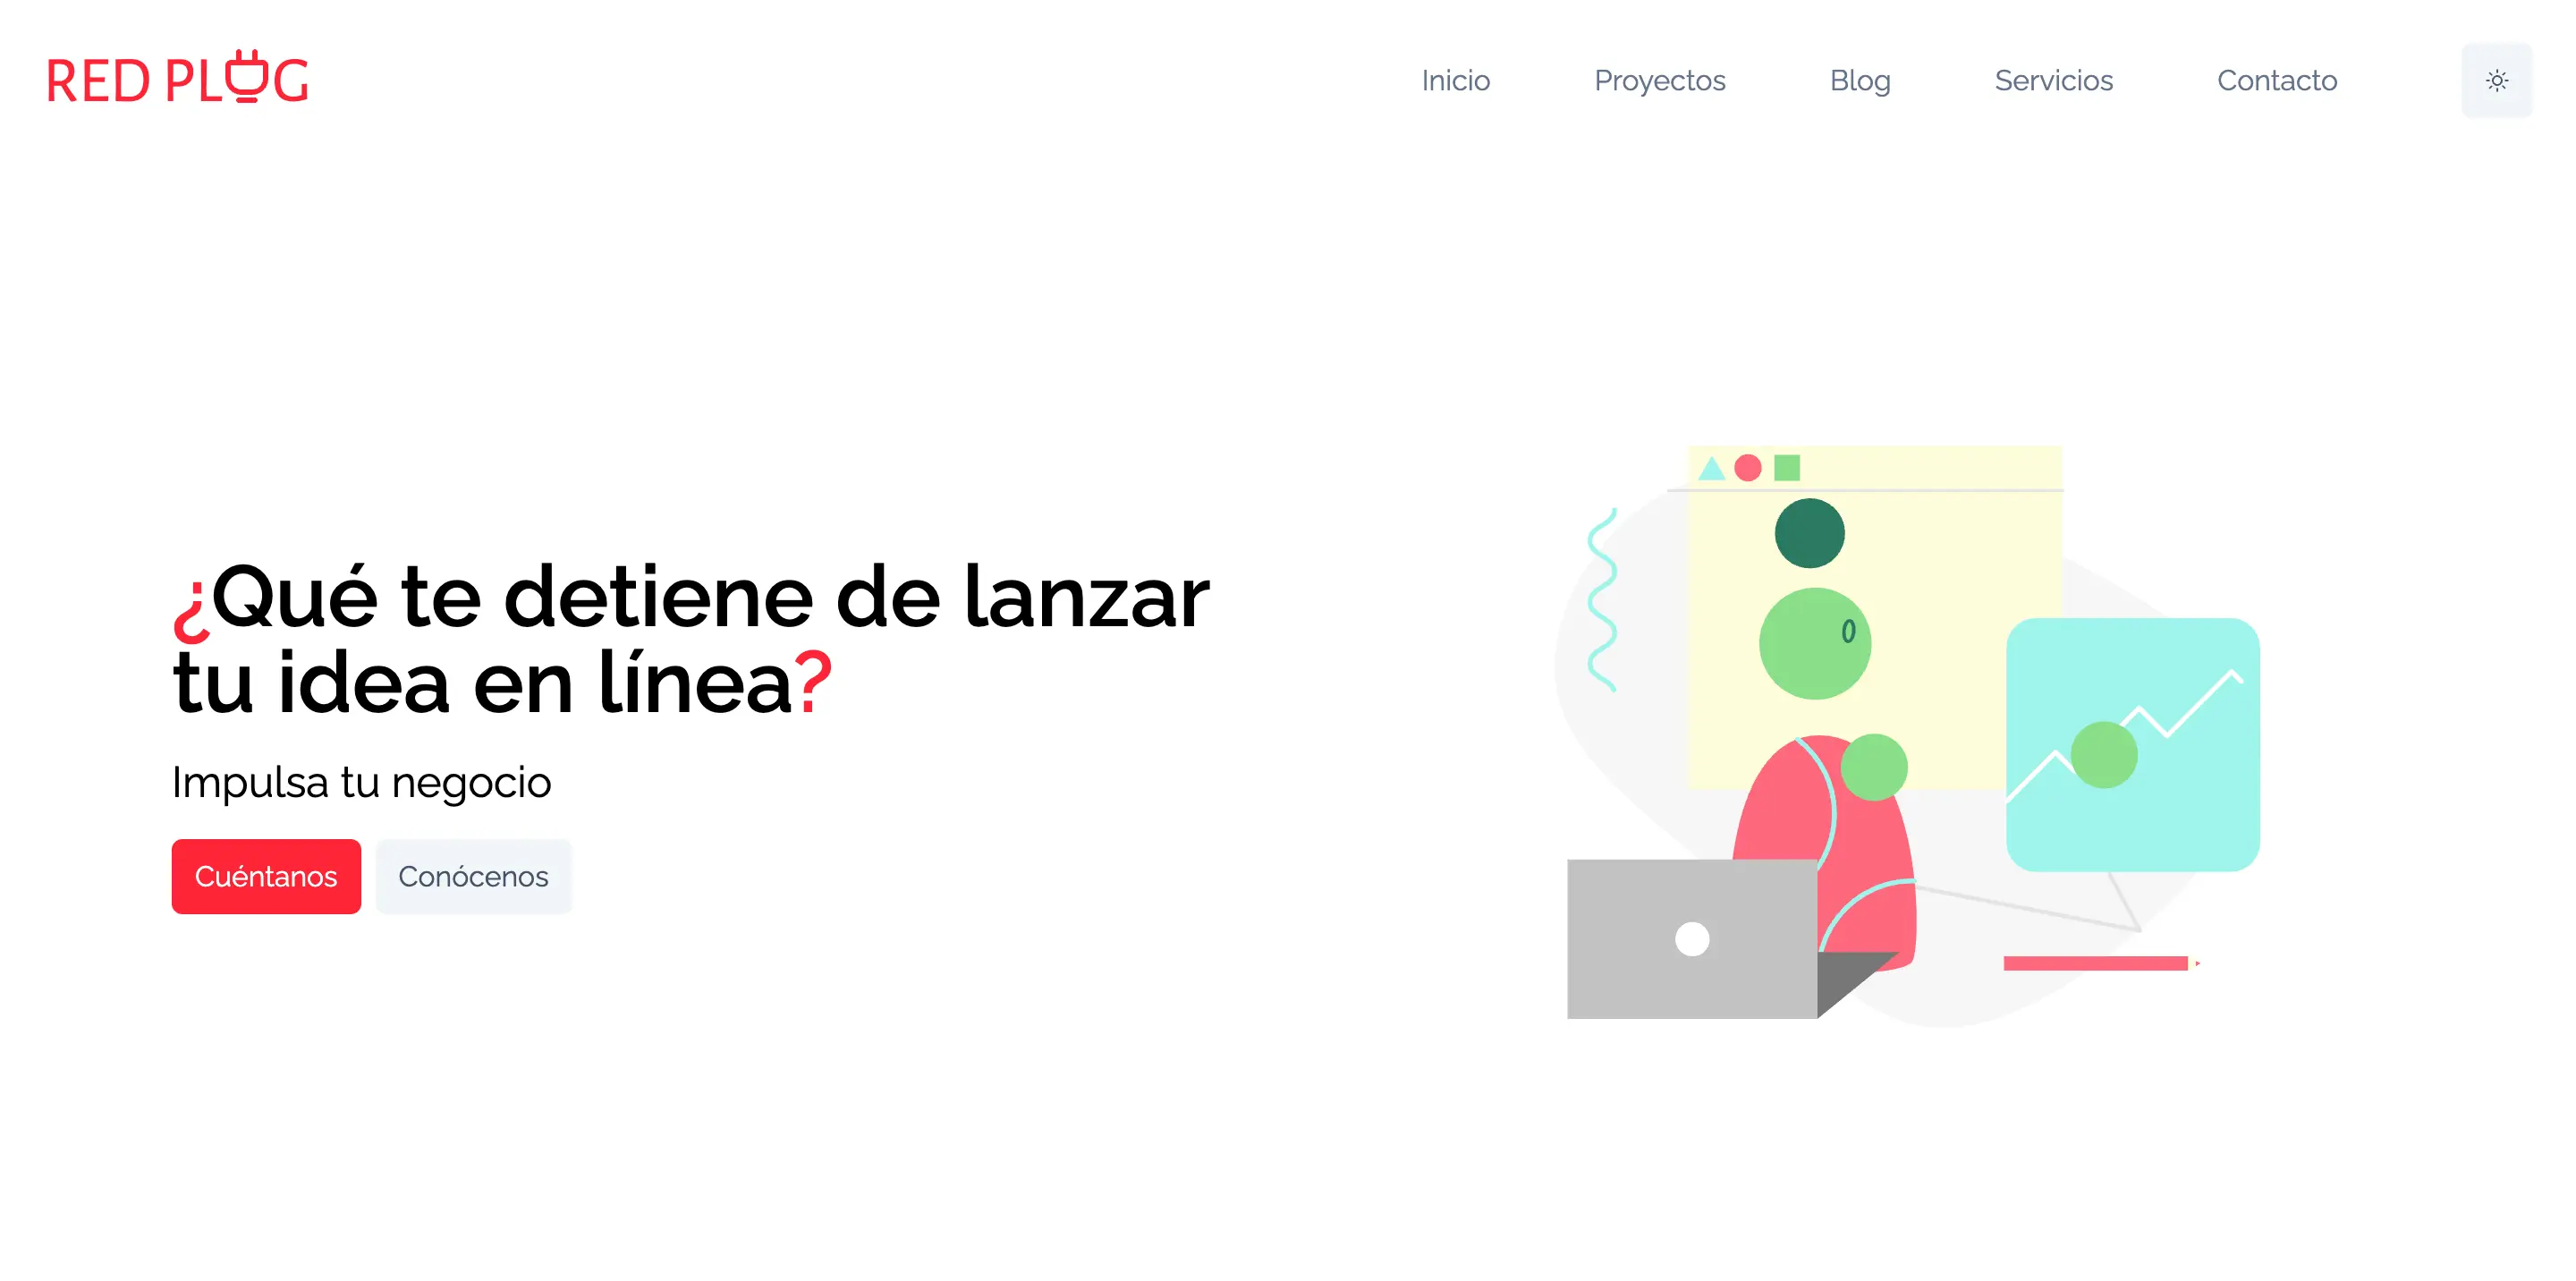 RED PLUG
Inicio
Proyectos
Blog
Servicios
Contacto
¿Qué te detiene de lanzar
tu idea en línea?
Impulsa tu negocio
Cuéntanos
Conócenos